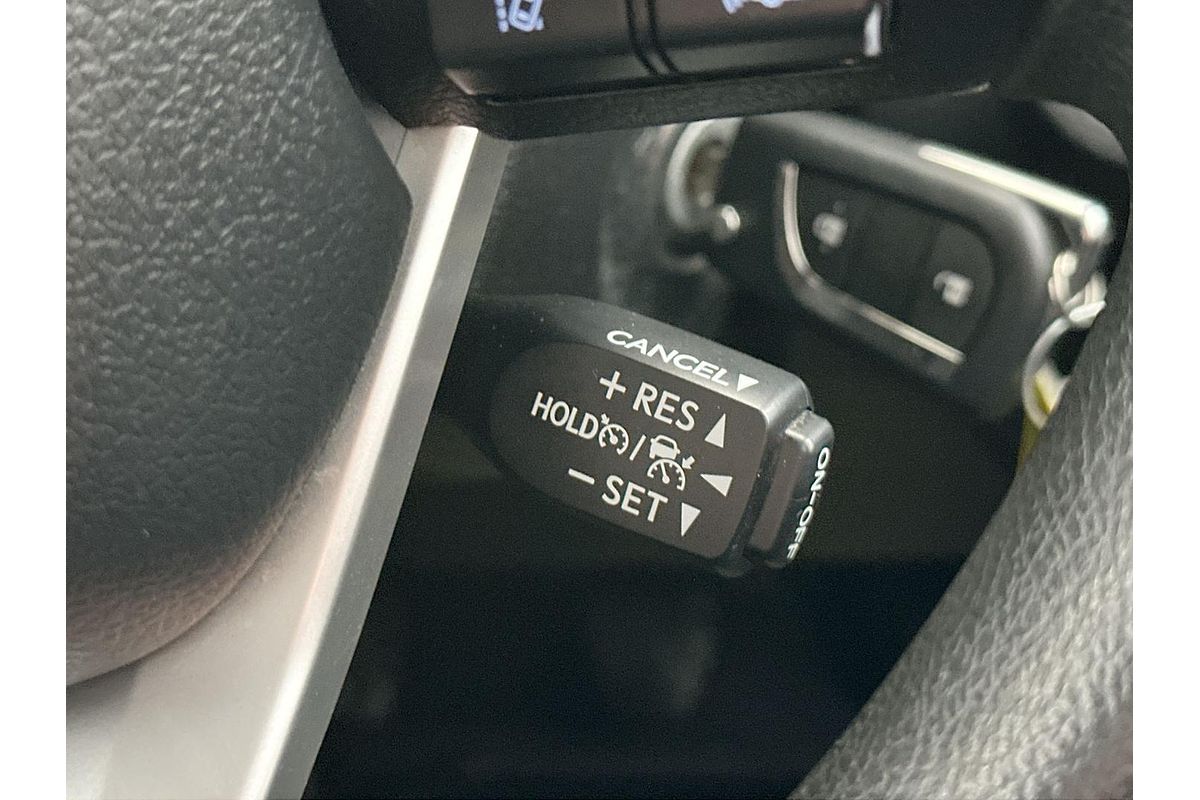 CANCEL
+ RES
HOLD /
− SET
ON-OFF